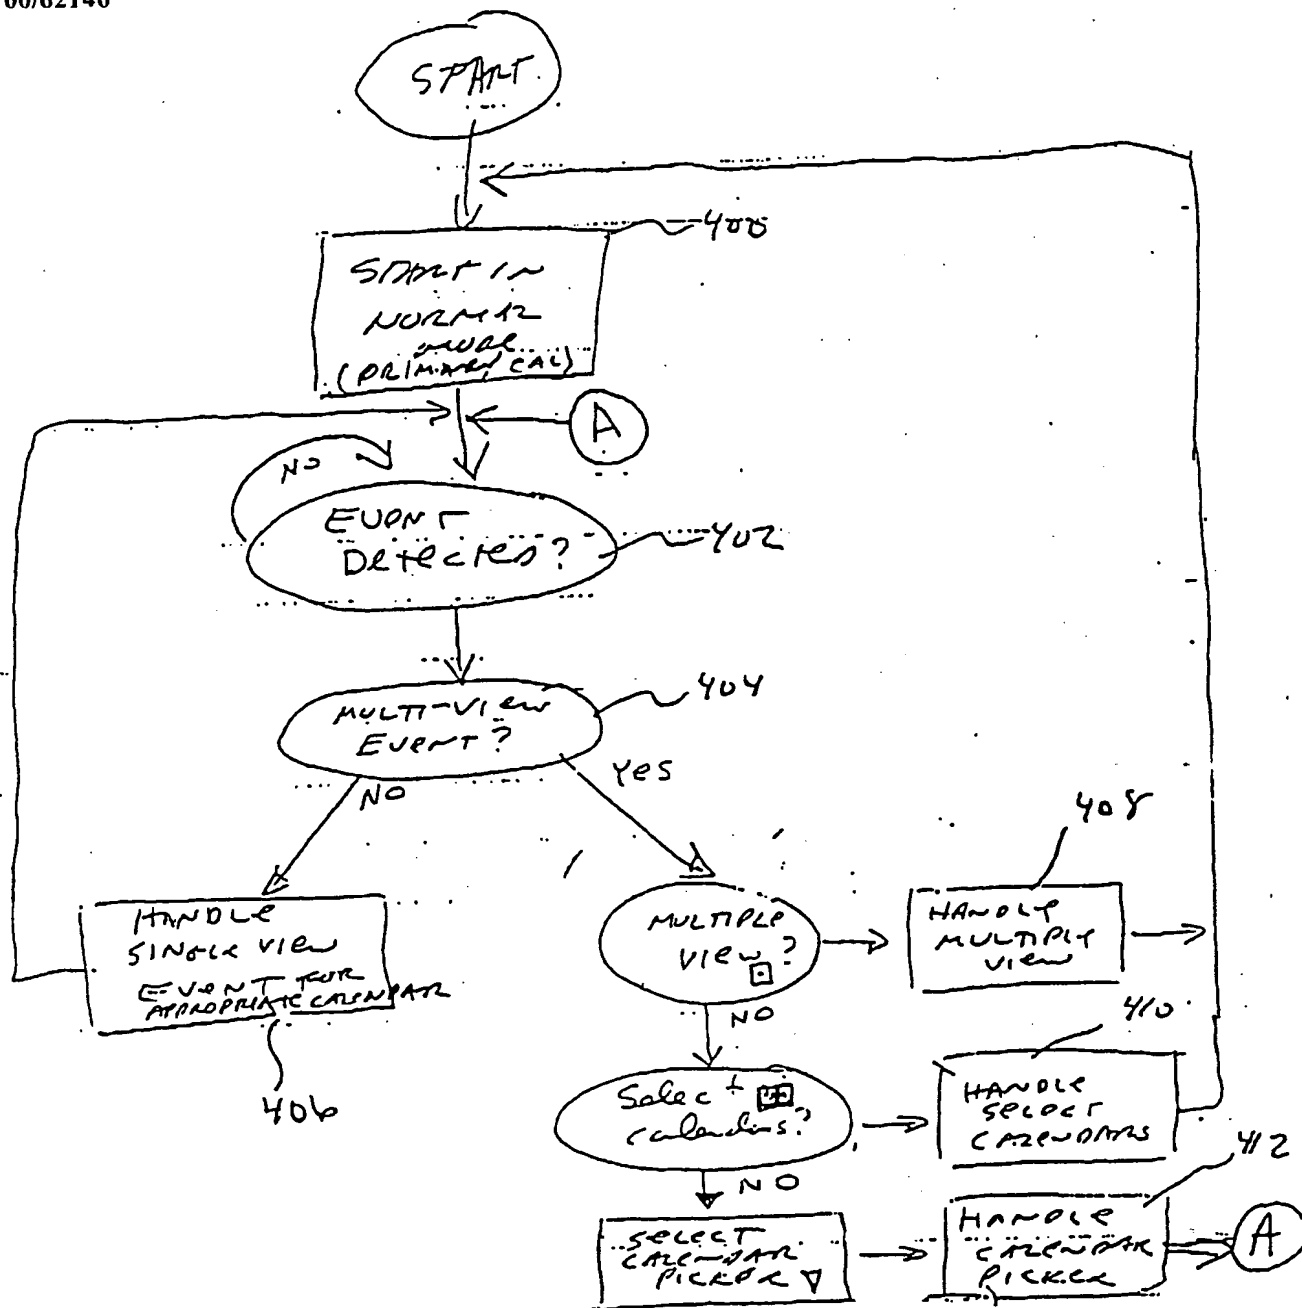 00/62146
START
400
START IN
NORMAL
MODE
(PRIMARY CAL)
A
NO
EVENT
Detected?
402
MULTI-VIEW
EVENT?
404
NO
Yes
HANDLE
SINGLE VIEW
EVENT FOR
APPROPRIATE CALENDAR
406
MULTIPLE
VIEW?
408
HANDLE
MULTIPLE
VIEW
NO
410
Select
calendars?
HANDLE
SELECT
CALENDARS
NO
412
SELECT
CALENDAR
PICKER
HANDLE
CALENDAR
PICKER
A